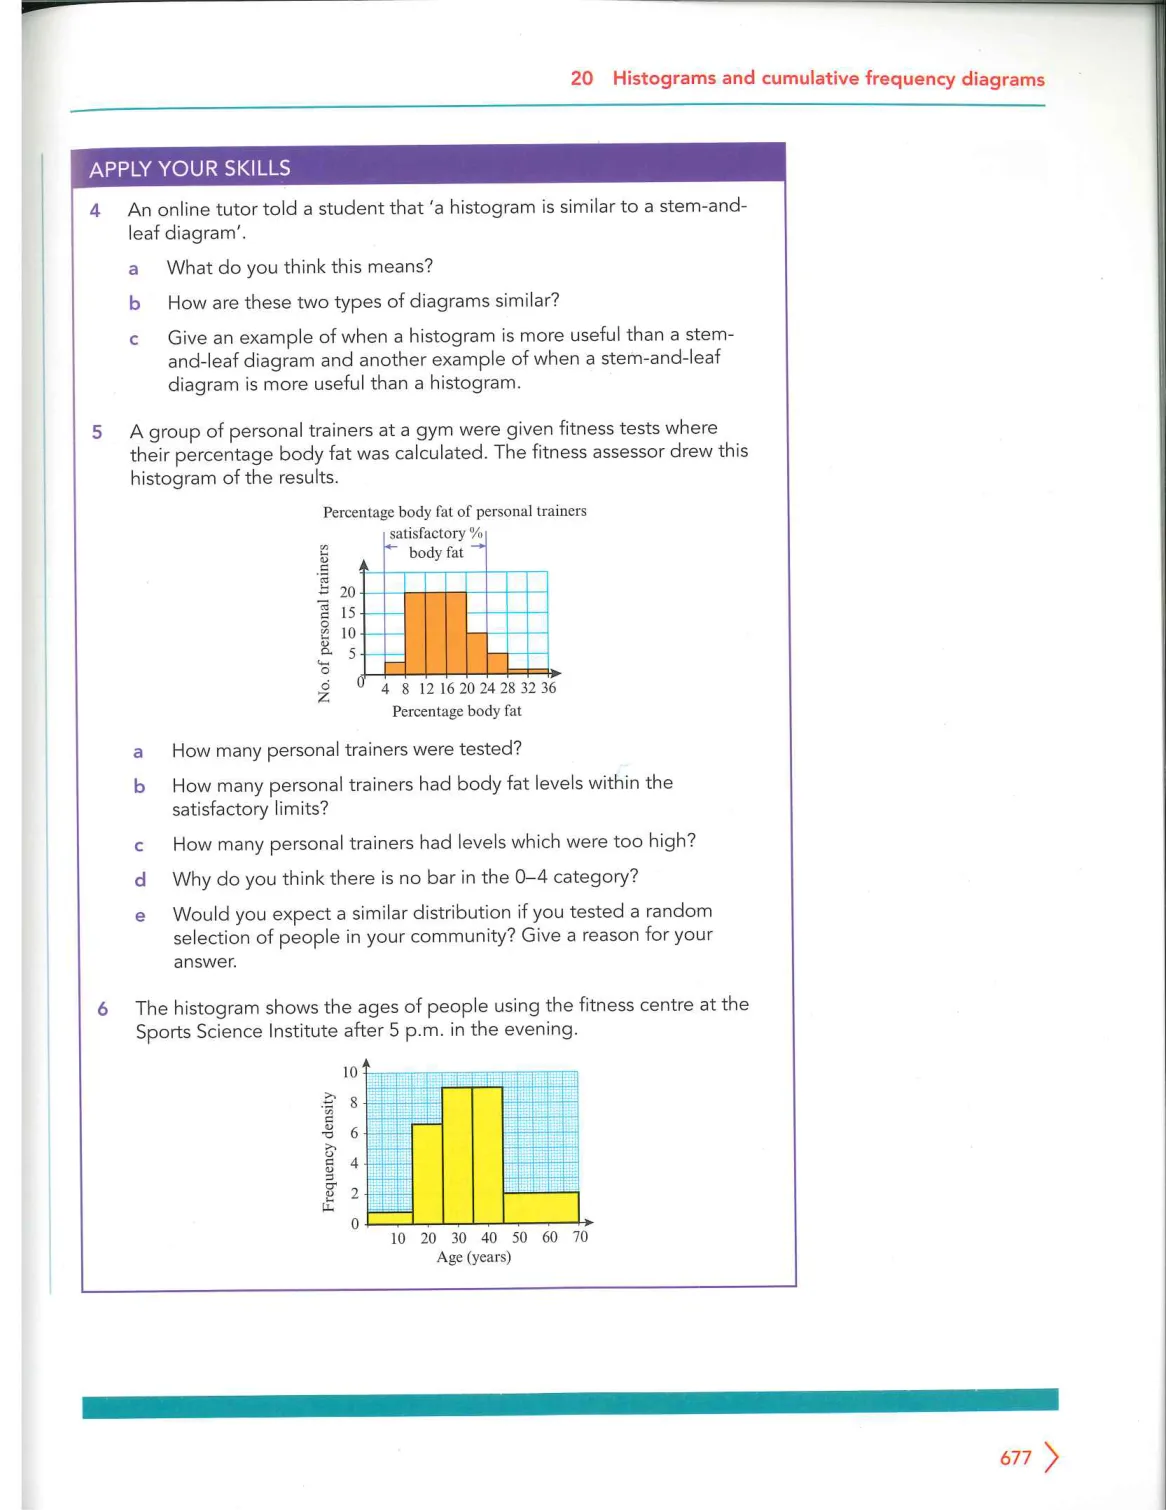 20 Histograms and cumulative frequency diagrams
APPLY YOUR SKILLS
4 An online tutor told a student that 'a histogram is similar to a stem-and-
leaf diagram'.
a What do you think this means?
b How are these two types of diagrams similar?
c Give an example of when a histogram is more useful than a stem-
and-leaf diagram and another example of when a stem-and-leaf
diagram is more useful than a histogram.
5 A group of personal trainers at a gym were given fitness tests where
their percentage body fat was calculated. The fitness assessor drew this
histogram of the results.
Percentage body fat of personal trainers
satisfactory %
body fat
No. of personal trainers
20
15
10
5
0
4 8 12 16 20 24 28 32 36
Percentage body fat
a How many personal trainers were tested?
b How many personal trainers had body fat levels within the
satisfactory limits?
c How many personal trainers had levels which were too high?
d Why do you think there is no bar in the 0–4 category?
e Would you expect a similar distribution if you tested a random
selection of people in your community? Give a reason for your
answer.
6 The histogram shows the ages of people using the fitness centre at the
Sports Science Institute after 5 p.m. in the evening.
Frequency density
10
8
6
4
2
0
10 20 30 40 50 60 70
Age (years)
677